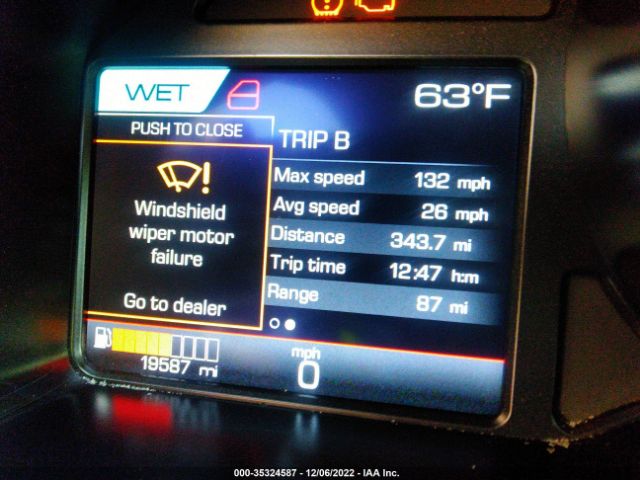 WET
63°F
PUSH TO CLOSE
Windshield
wiper motor
failure
Go to dealer
TRIP B
Max speed 132 mph
Avg speed 26 mph
Distance 343.7 mi
Trip time 12:47 h:m
Range 87 mi
19587 mi
mph
0
000-35324587 - 12/06/2022 - IAA Inc.